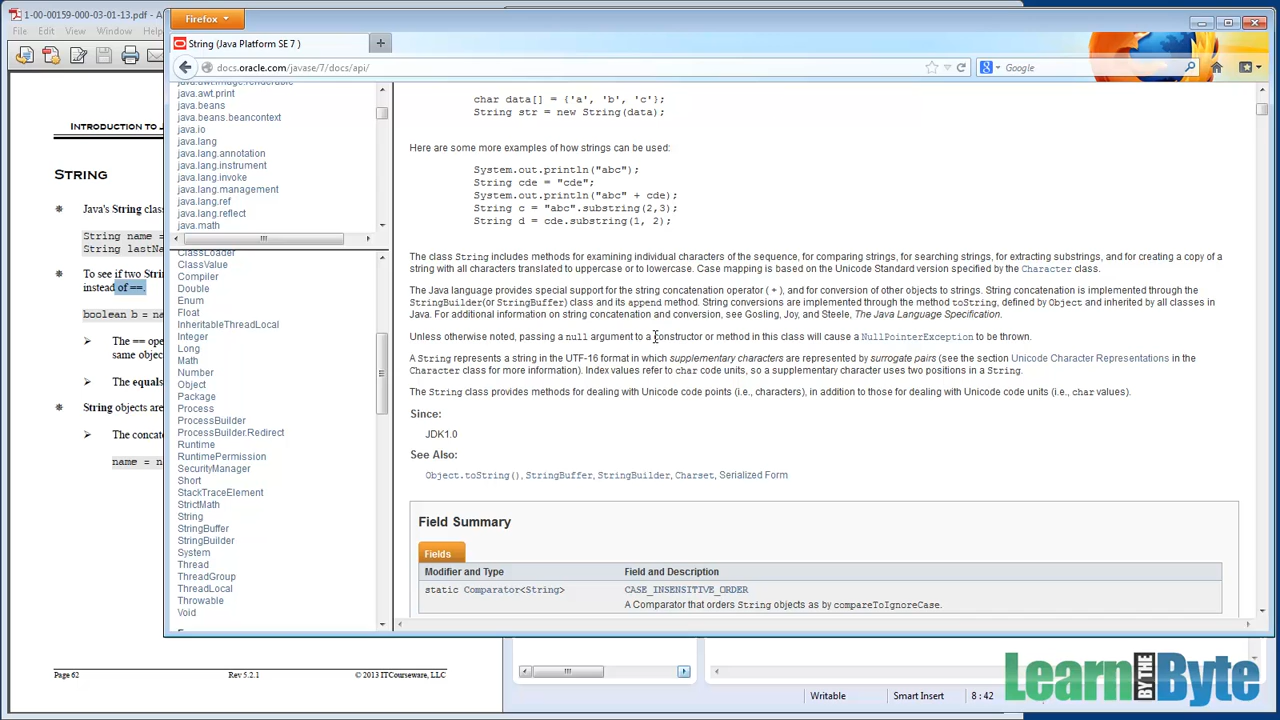 1-00-00159-000-03-01-13.pdf - A
File Edit View Window
INTRODUCTION TO J
STRING
Java's String clas
String name =
String lastNa
To see if two Strin
instead of ==.
boolean b = na
The == ope
same objec
The equals
String objects are
The concate
name = n
Page 62 Rev 5.2.1 © 2013 ITCourseware, LLC
Firefox
String (Java Platform SE 7 )
docs.oracle.com/javase/7/docs/api/
Google
java.awt.image.renderable
java.awt.print
java.beans
java.beans.beancontext
java.io
java.lang
java.lang.annotation
java.lang.instrument
java.lang.invoke
java.lang.management
java.lang.ref
java.lang.reflect
java.math
ClassLoader
ClassValue
Compiler
Double
Enum
Float
InheritableThreadLocal
Integer
Long
Math
Number
Object
Package
Process
ProcessBuilder
ProcessBuilder.Redirect
Runtime
RuntimePermission
SecurityManager
Short
StackTraceElement
StrictMath
String
StringBuffer
StringBuilder
System
Thread
ThreadGroup
ThreadLocal
Throwable
Void
char data[] = {'a', 'b', 'c'};
String str = new String(data);
Here are some more examples of how strings can be used:
System.out.println("abc");
String cde = "cde";
System.out.println("abc" + cde);
String c = "abc".substring(2,3);
String d = cde.substring(1, 2);
The class String includes methods for examining individual characters of the sequence, for comparing strings, for searching strings, for extracting substrings, and for creating a copy of a
string with all characters translated to uppercase or to lowercase. Case mapping is based on the Unicode Standard version specified by the Character class.
The Java language provides special support for the string concatenation operator ( + ), and for conversion of other objects to strings. String concatenation is implemented through the
StringBuilder(or StringBuffer) class and its append method. String conversions are implemented through the method toString, defined by Object and inherited by all classes in
Java. For additional information on string concatenation and conversion, see Gosling, Joy, and Steele, The Java Language Specification.
Unless otherwise noted, passing a null argument to a constructor or method in this class will cause a NullPointerException to be thrown.
A String represents a string in the UTF-16 format in which supplementary characters are represented by surrogate pairs (see the section Unicode Character Representations in the
Character class for more information). Index values refer to char code units, so a supplementary character uses two positions in a String.
The String class provides methods for dealing with Unicode code points (i.e., characters), in addition to those for dealing with Unicode code units (i.e., char values).
Since:
JDK1.0
See Also:
Object.toString(), StringBuffer, StringBuilder, Charset, Serialized Form
Field Summary
Fields
Modifier and Type Field and Description
static Comparator<String> CASE_INSENSITIVE_ORDER
A Comparator that orders String objects as by compareToIgnoreCase.
Writable Smart Insert 8 : 42
Learn BY THE Byte